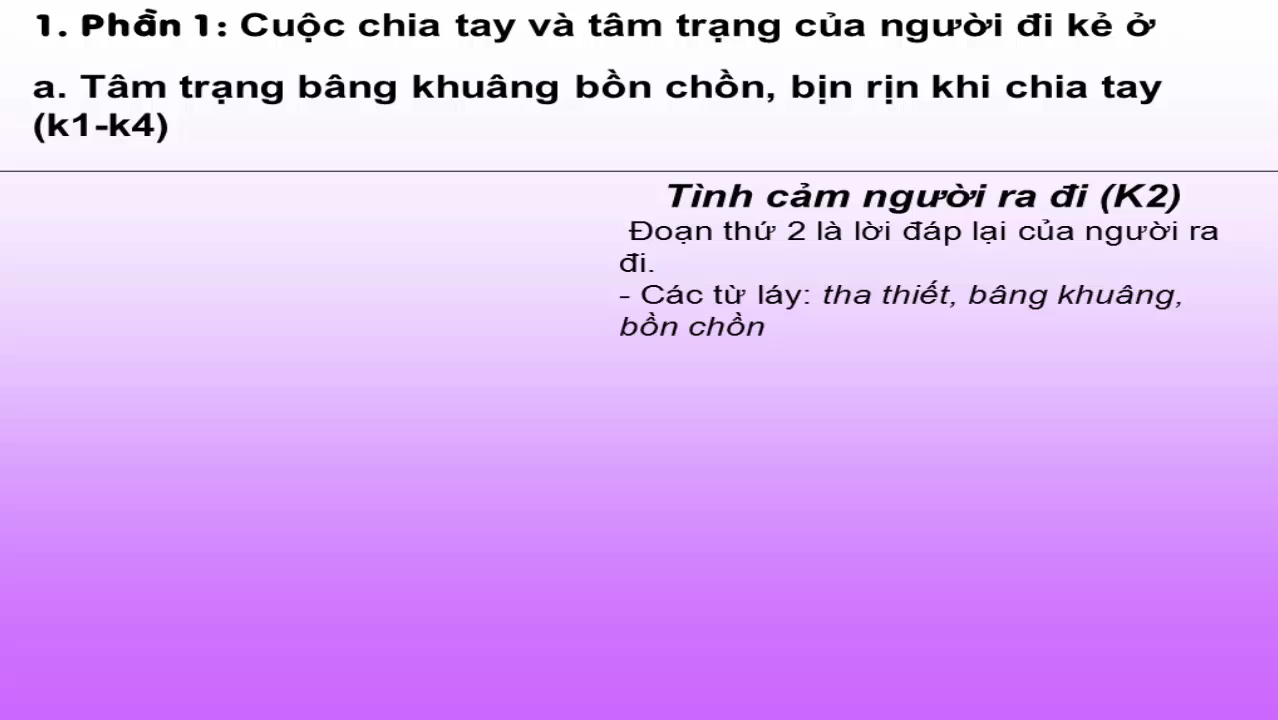 1. Phần 1: Cuộc chia tay và tâm trạng của người đi kẻ ở
a. Tâm trạng bâng khuâng bồn chồn, bịn rịn khi chia tay
(k1-k4)
Tình cảm người ra đi (K2)
Đoạn thứ 2 là lời đáp lại của người ra
đi.
- Các từ láy: tha thiết, bâng khuâng,
bồn chồn